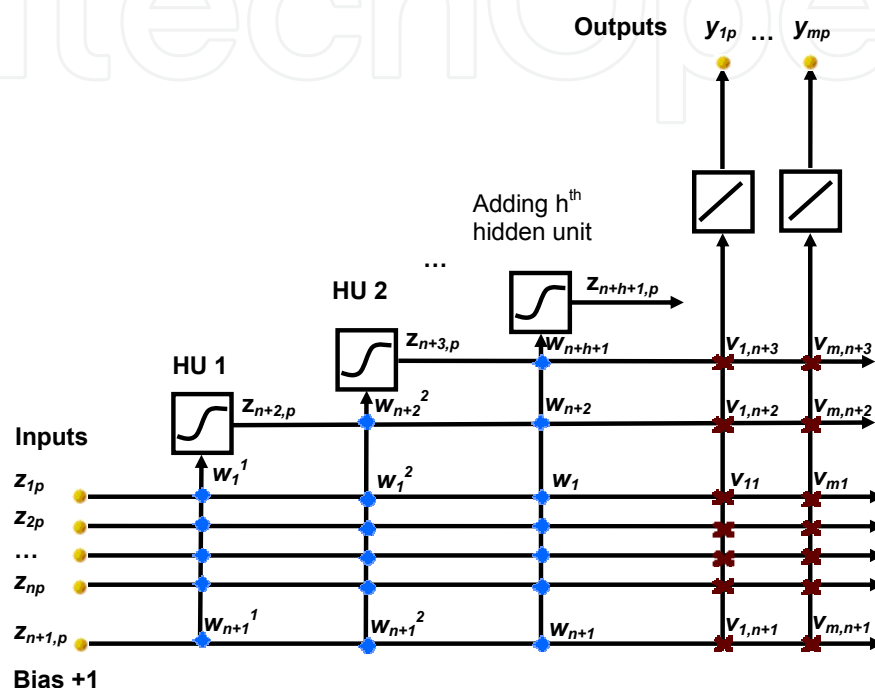 itechOpe
Outputs y1p ... ymp
Adding hth
hidden unit
...
HU 2
zn+h+1,p
HU 1
zn+3,p
wn+h+1
v1,n+3
vm,n+3
zn+2,p
wn+2²
wn+2
v1,n+2
vm,n+2
Inputs
z1p
w1¹
w1²
w1
v11
vm1
z2p
...
znp
zn+1,p
wn+1¹
wn+1²
wn+1
v1,n+1
vm,n+1
Bias +1